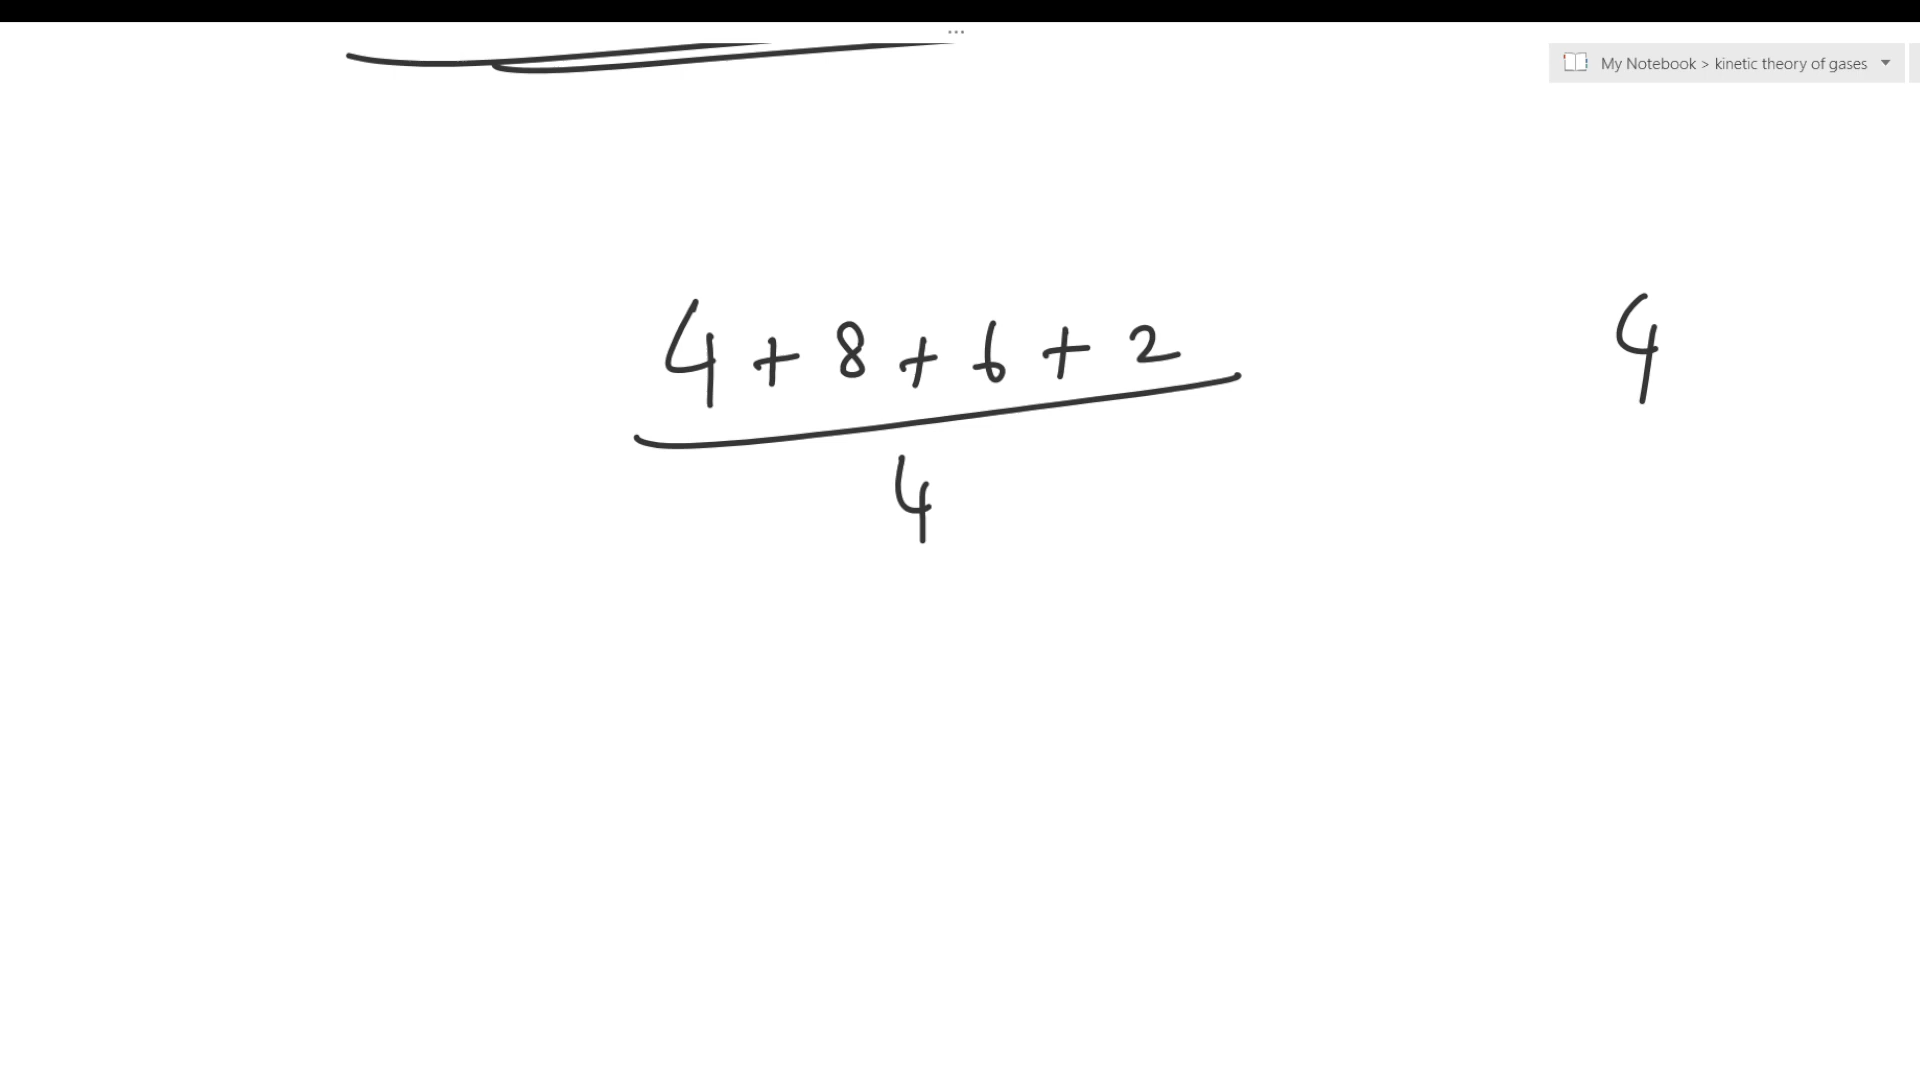 ...
My Notebook > kinetic theory of gases
4 + 8 + 6 + 2
4
4